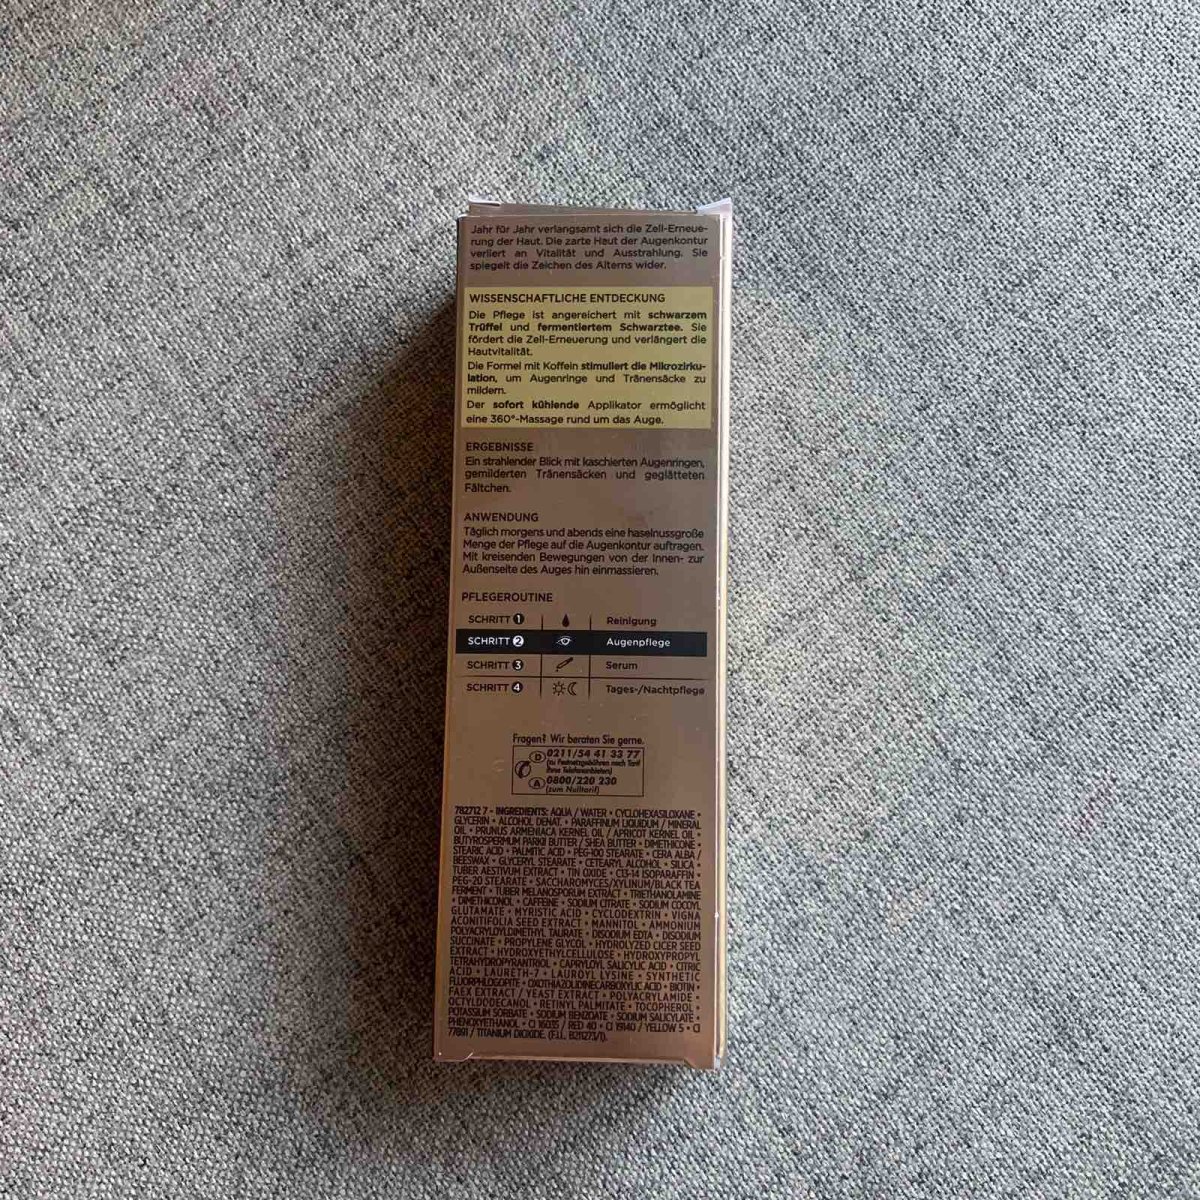 Jahr für Jahr verlangsamt sich die Zell-Erneue-
rung der Haut. Die zarte Haut der Augenkontur
verliert an Vitalität und Ausstrahlung. Sie
spiegelt die Zeichen des Alterns wider.
WISSENSCHAFTLICHE ENTDECKUNG
Die Pflege ist angereichert mit schwarzem
Trüffel und fermentiertem Schwarztee. Sie
fördert die Zell-Erneuerung und verlängert die
Hautvitalität.
Die Formel mit Koffein stimuliert die Mikrozirku-
lation, um Augenringe und Tränensäcke zu
mildern.
Der sofort kühlende Applikator ermöglicht
eine 360°-Massage rund um das Auge.
ERGEBNISSE
Ein strahlender Blick mit kaschierten Augenringen,
gemilderten Tränensäcken und geglätteten
Fältchen.
ANWENDUNG
Täglich morgens und abends eine haselnussgroße
Menge der Pflege auf die Augenkontur auftragen.
Mit kreisenden Bewegungen von der Innen- zur
Außenseite des Auges hin einmassieren.
PFLEGEROUTINE
SCHRITT 1 Reinigung
SCHRITT 2 Augenpflege
SCHRITT 3 Serum
SCHRITT 4 Tages-/Nachtpflege
Fragen? Wir beraten Sie gerne.
D 0211/54 41 33 77
(zu Festnetzgebühren nach Tarif
Ihres Telefonanbieters)
A 0800/220 230
(zum Nulltarif)
782712 7 - INGREDIENTS: AQUA / WATER • CYCLOHEXASILOXANE •
GLYCERIN • ALCOHOL DENAT. • PARAFFINUM LIQUIDUM / MINERAL
OIL • PRUNUS ARMENIACA KERNEL OIL / APRICOT KERNEL OIL •
BUTYROSPERMUM PARKII BUTTER / SHEA BUTTER • DIMETHICONE •
STEARIC ACID • PALMITIC ACID • PEG-100 STEARATE • CERA ALBA /
BEESWAX • GLYCERYL STEARATE • CETEARYL ALCOHOL • SILICA •
TUBER AESTIVUM EXTRACT • TIN OXIDE • C13-14 ISOPARAFFIN •
PEG-20 STEARATE • SACCHAROMYCES/XYLINUM/BLACK TEA
FERMENT • TUBER MELANOSPORUM EXTRACT • TRIETHANOLAMINE
• DIMETHICONOL • CAFFEINE • SODIUM CITRATE • SODIUM COCOYL
GLUTAMATE • MYRISTIC ACID • CYCLODEXTRIN • VIGNA
ACONITIFOLIA SEED EXTRACT • MANNITOL • AMMONIUM
POLYACRYLOYLDIMETHYL TAURATE • DISODIUM EDTA • DISODIUM
SUCCINATE • PROPYLENE GLYCOL • HYDROLYZED CICER SEED
EXTRACT • HYDROXYETHYLCELLULOSE • HYDROXYPROPYL
TETRAHYDROPYRANTRIOL • CAPRYLOYL SALICYLIC ACID • CITRIC
ACID • LAURETH-7 • LAUROYL LYSINE • SYNTHETIC
FLUORPHLOGOPITE • OXOTHIAZOLIDINECARBOXYLIC ACID • BIOTIN •
FAEX EXTRACT / YEAST EXTRACT • POLYACRYLAMIDE •
OCTYLDODECANOL • RETINYL PALMITATE • TOCOPHEROL •
POTASSIUM SORBATE • SODIUM BENZOATE • SODIUM SALICYLATE •
PHENOXYETHANOL • CI 16035 / RED 40 • CI 19140 / YELLOW 5 • CI
77891 / TITANIUM DIOXIDE. (F.I.L. B211273/1).